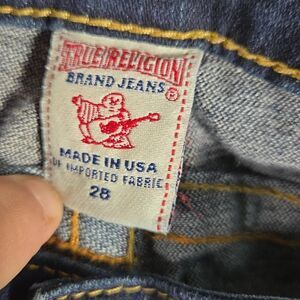 TRUE RELIGION
BRAND JEANS ®
MADE IN USA
OF IMPORTED FABRIC
28